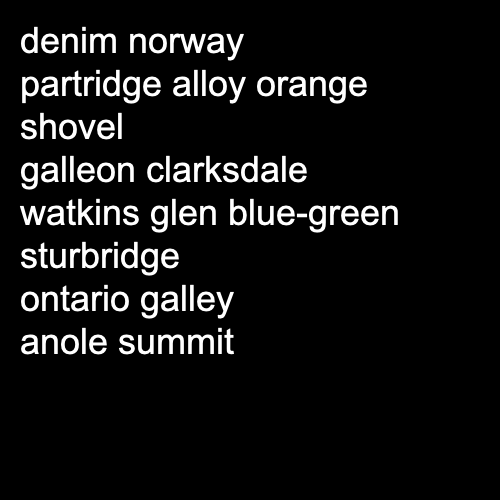 denim norway
partridge alloy orange
shovel
galleon clarksdale
watkins glen blue-green
sturbridge
ontario galley
anole summit